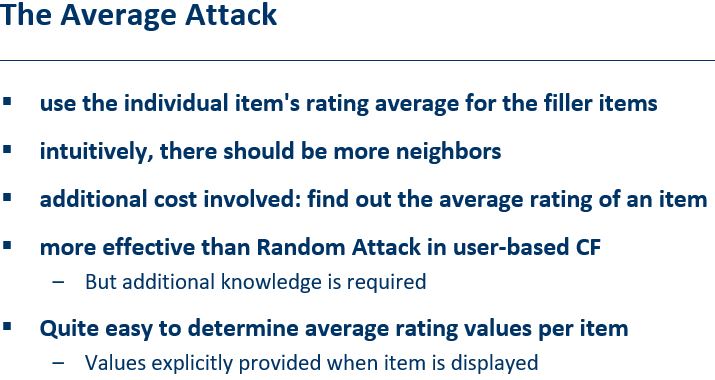 The Average Attack
▪ use the individual item's rating average for the filler items
▪ intuitively, there should be more neighbors
▪ additional cost involved: find out the average rating of an item
▪ more effective than Random Attack in user-based CF
– But additional knowledge is required
▪ Quite easy to determine average rating values per item
– Values explicitly provided when item is displayed